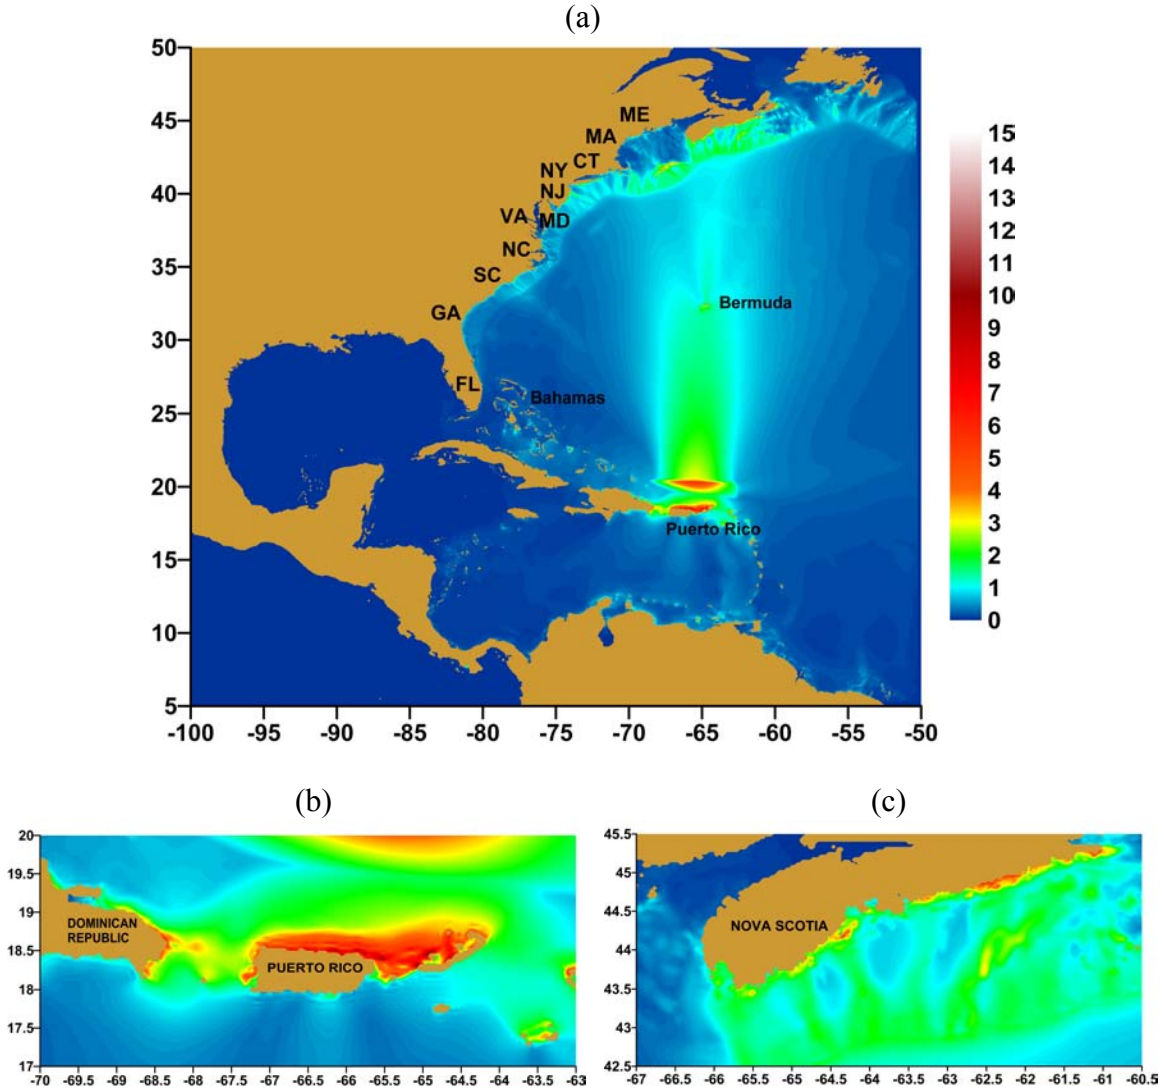 (a)
50
45
40
35
30
25
20
15
10
5
-100 -95 -90 -85 -80 -75 -70 -65 -60 -55 -50
ME
MA
CT
NY
NJ
VA MD
NC
SC
GA
FL
Bermuda
Bahamas
Puerto Rico
15
14
13
12
11
10
9
8
7
6
5
4
3
2
1
0
(b)
20
19.5
19
18.5
18
17.5
17
-70 -69.5 -69 -68.5 -68 -67.5 -67 -66.5 -66 -65.5 -65 -64.5 -64 -63.5 -63
DOMINICAN
REPUBLIC
PUERTO RICO
(c)
45.5
45
44.5
44
43.5
43
42.5
-67 -66.5 -66 -65.5 -65 -64.5 -64 -63.5 -63 -62.5 -62 -61.5 -61 -60.5
NOVA SCOTIA